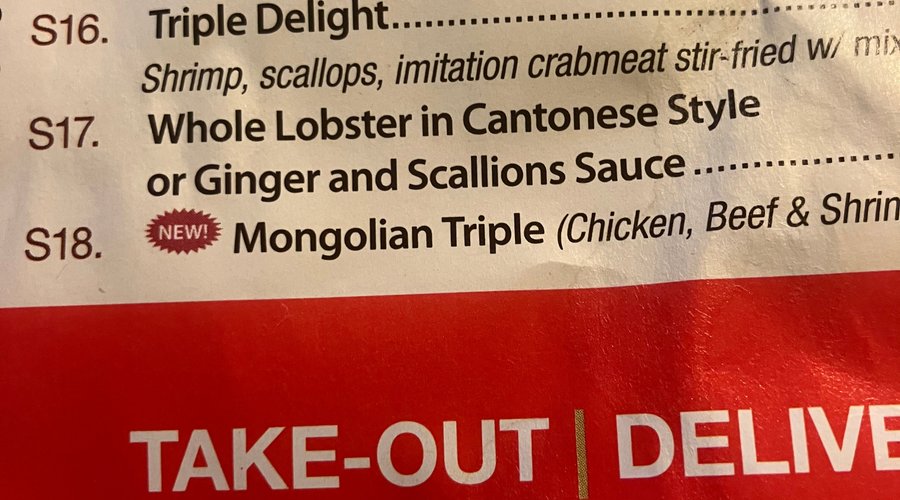 S16. Triple Delight........................................
Shrimp, scallops, imitation crabmeat stir-fried w/
S17. Whole Lobster in Cantonese Style
or Ginger and Scallions Sauce..................
S18. NEW! Mongolian Triple (Chicken, Beef &
TAKE-OUT |